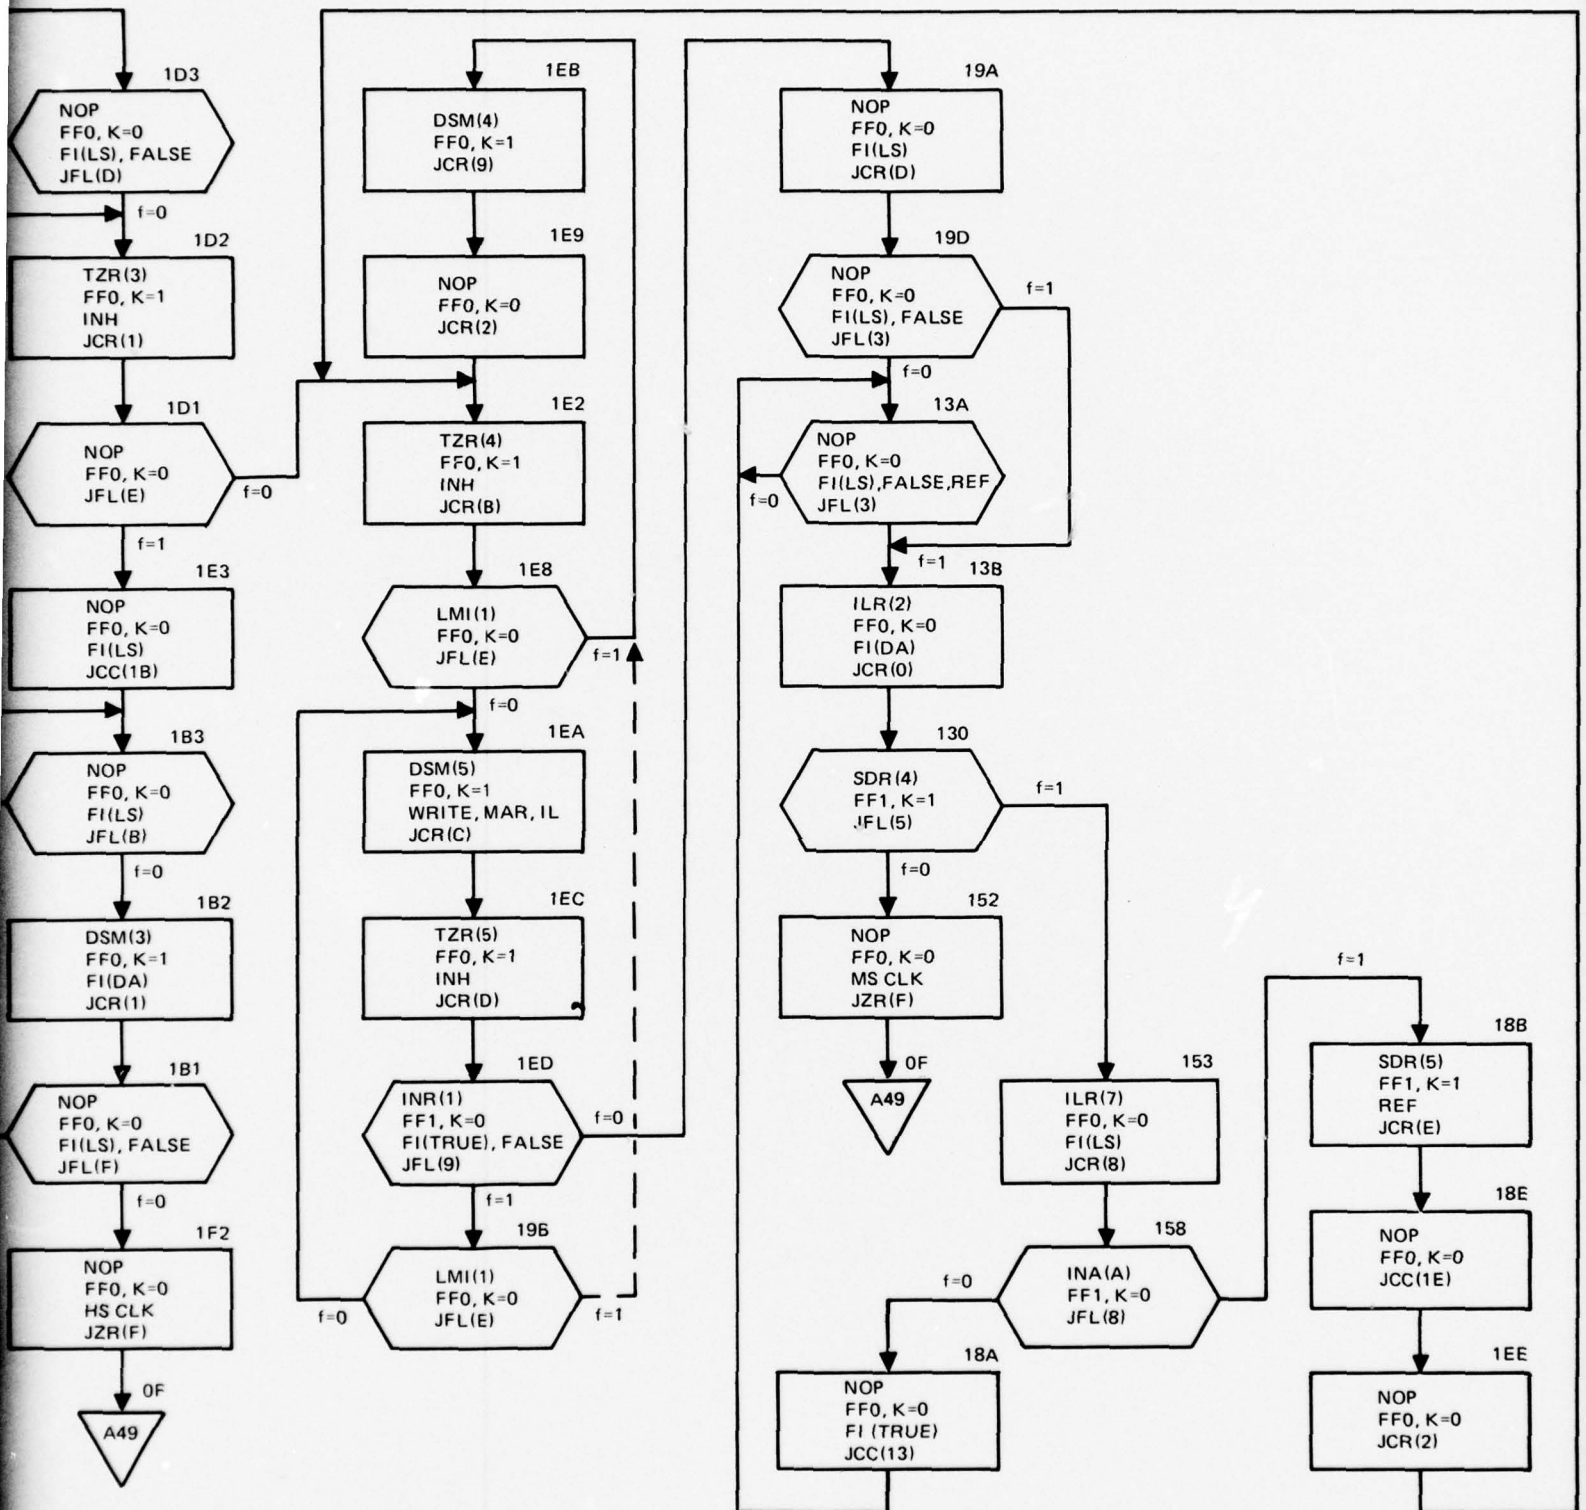 1D3
NOP
FF0, K=0
FI(LS), FALSE
JFL(D)
f=0
1D2
TZR(3)
FF0, K=1
INH
JCR(1)
1D1
NOP
FF0, K=0
JFL(E)
f=0
f=1
1E3
NOP
FF0, K=0
FI(LS)
JCC(1B)
1B3
NOP
FF0, K=0
FI(LS)
JFL(B)
f=0
1B2
DSM(3)
FF0, K=1
FI(DA)
JCR(1)
1B1
NOP
FF0, K=0
FI(LS), FALSE
JFL(F)
f=0
1F2
NOP
FF0, K=0
HS CLK
JZR(F)
0F
A49
1EB
DSM(4)
FF0, K=1
JCR(9)
1E9
NOP
FF0, K=0
JCR(2)
1E2
TZR(4)
FF0, K=1
INH
JCR(B)
1E8
LMI(1)
FF0, K=0
JFL(E)
f=1
f=0
1EA
DSM(5)
FF0, K=1
WRITE, MAR, IL
JCR(C)
1EC
TZR(5)
FF0, K=1
INH
JCR(D)
1ED
INR(1)
FF1, K=0
FI(TRUE), FALSE
JFL(9)
f=0
f=1
19B
LMI(1)
FF0, K=0
JFL(E)
f=0
f=1
19A
NOP
FF0, K=0
FI(LS)
JCR(D)
19D
NOP
FF0, K=0
FI(LS), FALSE
JFL(3)
f=1
f=0
13A
NOP
FF0, K=0
FI(LS),FALSE,REF
JFL(3)
f=0
f=1
13B
ILR(2)
FF0, K=0
FI(DA)
JCR(0)
130
SDR(4)
FF1, K=1
JFL(5)
f=1
f=0
152
NOP
FF0, K=0
MS CLK
JZR(F)
0F
A49
153
ILR(7)
FF0, K=0
FI(LS)
JCR(8)
158
INA(A)
FF1, K=0
JFL(8)
f=0
f=1
18A
NOP
FF0, K=0
FI (TRUE)
JCC(13)
18B
SDR(5)
FF1, K=1
REF
JCR(E)
18E
NOP
FF0, K=0
JCC(1E)
1EE
NOP
FF0, K=0
JCR(2)